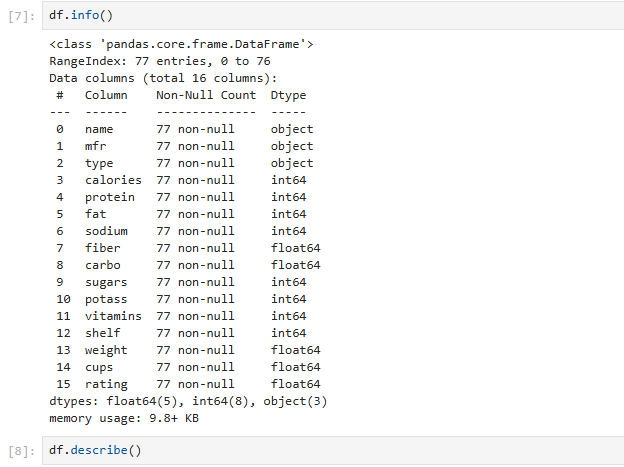 [7]: df.info()
<class 'pandas.core.frame.DataFrame'>
RangeIndex: 77 entries, 0 to 76
Data columns (total 16 columns):
 #   Column    Non-Null Count  Dtype
---  ------    --------------  -----
 0   name      77 non-null     object
 1   mfr       77 non-null     object
 2   type      77 non-null     object
 3   calories  77 non-null     int64
 4   protein   77 non-null     int64
 5   fat       77 non-null     int64
 6   sodium    77 non-null     int64
 7   fiber     77 non-null     float64
 8   carbo     77 non-null     float64
 9   sugars    77 non-null     int64
 10  potass    77 non-null     int64
 11  vitamins  77 non-null     int64
 12  shelf     77 non-null     int64
 13  weight    77 non-null     float64
 14  cups      77 non-null     float64
 15  rating    77 non-null     float64
dtypes: float64(5), int64(8), object(3)
memory usage: 9.8+ KB
[8]: df.describe()